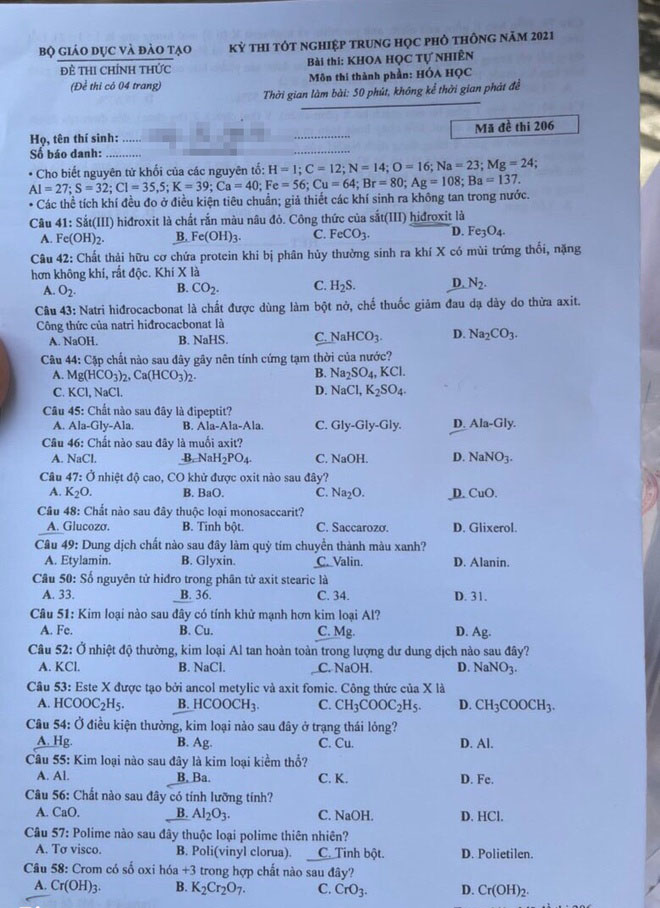 BỘ GIÁO DỤC VÀ ĐÀO TẠO
ĐỀ THI CHÍNH THỨC
(Đề thi có 04 trang)
KỲ THI TỐT NGHIỆP TRUNG HỌC PHỔ THÔNG NĂM 2021
Bài thi: KHOA HỌC TỰ NHIÊN
Môn thi thành phần: HÓA HỌC
Thời gian làm bài: 50 phút, không kể thời gian phát đề
Mã đề thi 206
Họ, tên thí sinh: ..... ..............
Số báo danh: .......... ..............
• Cho biết nguyên tử khối của các nguyên tố: H = 1; C = 12; N = 14; O = 16; Na = 23; Mg = 24;
Al = 27; S = 32; Cl = 35,5; K = 39; Ca = 40; Fe = 56; Cu = 64; Br = 80; Ag = 108; Ba = 137.
• Các thể tích khí đều đo ở điều kiện tiêu chuẩn; giả thiết các khí sinh ra không tan trong nước.
Câu 41: Sắt(III) hiđroxit là chất rắn màu nâu đỏ. Công thức của sắt(III) hiđroxit là
A. Fe(OH)₂. B. Fe(OH)₃. C. FeCO₃. D. Fe₃O₄.
Câu 42: Chất thải hữu cơ chứa protein khi bị phân hủy thường sinh ra khí X có mùi trứng thối, nặng
hơn không khí, rất độc. Khí X là
A. O₂. B. CO₂. C. H₂S. D. N₂.
Câu 43: Natri hiđrocacbonat là chất được dùng làm bột nở, chế thuốc giảm đau dạ dày do thừa axit.
Công thức của natri hiđrocacbonat là
A. NaOH. B. NaHS. C. NaHCO₃. D. Na₂CO₃.
Câu 44: Cặp chất nào sau đây gây nên tính cứng tạm thời của nước?
A. Mg(HCO₃)₂, Ca(HCO₃)₂. B. Na₂SO₄, KCl.
C. KCl, NaCl. D. NaCl, K₂SO₄.
Câu 45: Chất nào sau đây là đipeptit?
A. Ala-Gly-Ala. B. Ala-Ala-Ala. C. Gly-Gly-Gly. D. Ala-Gly.
Câu 46: Chất nào sau đây là muối axit?
A. NaCl. B. NaH₂PO₄. C. NaOH. D. NaNO₃.
Câu 47: Ở nhiệt độ cao, CO khử được oxit nào sau đây?
A. K₂O. B. BaO. C. Na₂O. D. CuO.
Câu 48: Chất nào sau đây thuộc loại monosaccarit?
A. Glucozơ. B. Tinh bột. C. Saccarozơ. D. Glixerol.
Câu 49: Dung dịch chất nào sau đây làm quỳ tím chuyển thành màu xanh?
A. Etylamin. B. Glyxin. C. Valin. D. Alanin.
Câu 50: Số nguyên tử hiđro trong phân tử axit stearic là
A. 33. B. 36. C. 34. D. 31.
Câu 51: Kim loại nào sau đây có tính khử mạnh hơn kim loại Al?
A. Fe. B. Cu. C. Mg. D. Ag.
Câu 52: Ở nhiệt độ thường, kim loại Al tan hoàn toàn trong lượng dư dung dịch nào sau đây?
A. KCl. B. NaCl. C. NaOH. D. NaNO₃.
Câu 53: Este X được tạo bởi ancol metylic và axit fomic. Công thức của X là
A. HCOOC₂H₅. B. HCOOCH₃. C. CH₃COOC₂H₅. D. CH₃COOCH₃.
Câu 54: Ở điều kiện thường, kim loại nào sau đây ở trạng thái lỏng?
A. Hg. B. Ag. C. Cu. D. Al.
Câu 55: Kim loại nào sau đây là kim loại kiềm thổ?
A. Al. B. Ba. C. K. D. Fe.
Câu 56: Chất nào sau đây có tính lưỡng tính?
A. CaO. B. Al₂O₃. C. NaOH. D. HCl.
Câu 57: Polime nào sau đây thuộc loại polime thiên nhiên?
A. Tơ visco. B. Poli(vinyl clorua). C. Tinh bột. D. Polietilen.
Câu 58: Crom có số oxi hóa +3 trong hợp chất nào sau đây?
A. Cr(OH)₃. B. K₂Cr₂O₇. C. CrO₃. D. Cr(OH)₂.